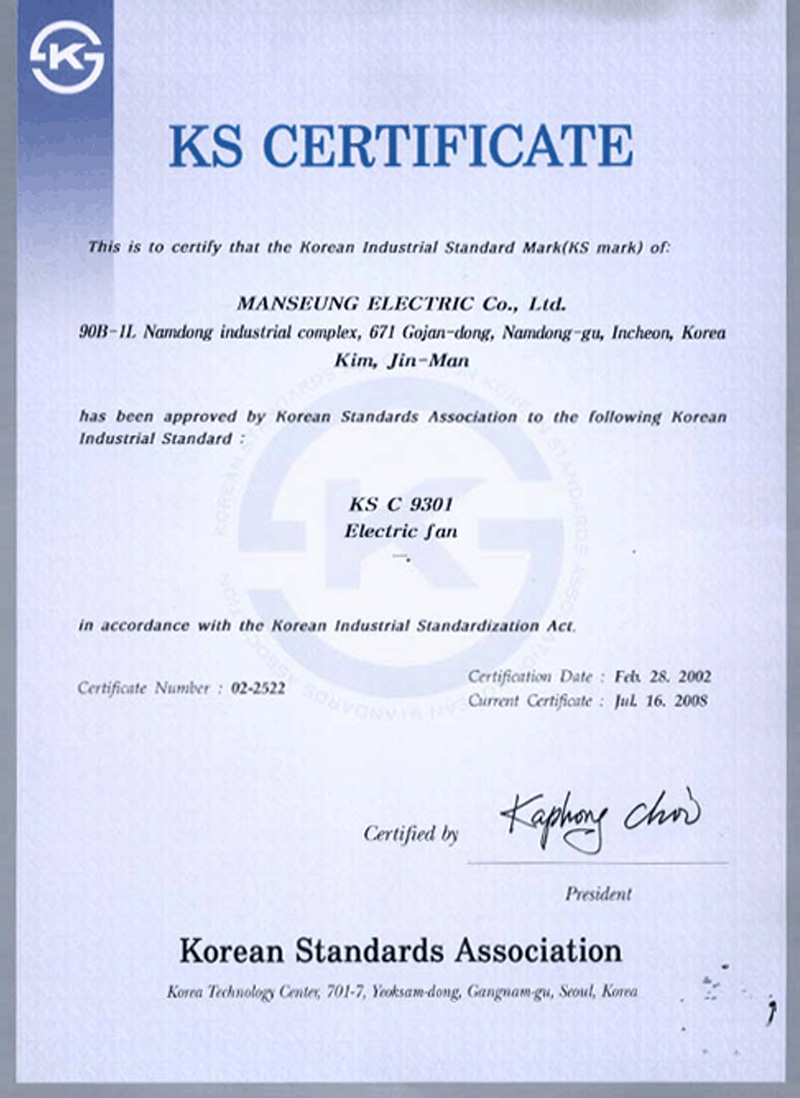 KS CERTIFICATE
This is to certify that the Korean Industrial Standard Mark(KS mark) of:
MANSEUNG ELECTRIC Co., Ltd.
90B-1L Namdong industrial complex, 671 Gojan-dong, Namdong-gu, Incheon, Korea
Kim, Jin-Man
has been approved by Korean Standards Association to the following Korean
Industrial Standard :
KS C 9301
Electric fan
in accordance with the Korean Industrial Standardization Act.
Certificate Number : 02-2522
Certification Date : Feb. 28. 2002
Current Certificate : Jul. 16. 2008
Certified by
Kaphong Choi
President
Korean Standards Association
Korea Technology Center, 701-7, Yeoksam-dong, Gangnam-gu, Seoul, Korea